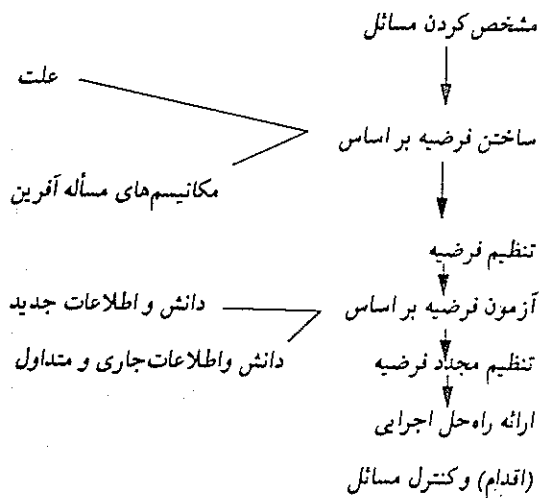 مشخص کردن مسائل
علت
ساختن فرضیه بر اساس
مکانیسم‌های مسأله آفرین
تنظیم فرضیه
آزمون فرضیه بر اساس
دانش و اطلاعات جدید
دانش واطلاعات جاری و متداول
تنظیم مجدد فرضیه
ارائه راه‌حل اجرایی
(اقدام) و کنترل مسائل